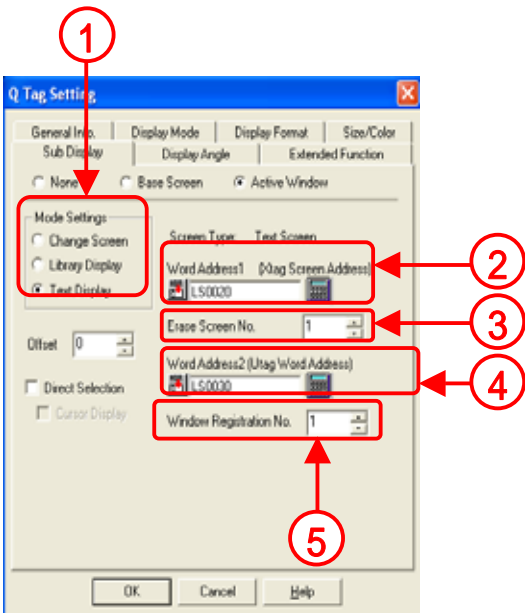 1
Q Tag Setting
General Info. Display Mode Display Format Size/Color
Sub Display Display Angle Extended Function
None Base Screen Active Window
Mode Settings
Change Screen Screen Type: Text Screen
Library Display Word Address1 (Xtag Screen Address) 2
Text Display LS0020
Erase Screen No. 1 3
Offset 0
Word Address2 (Utag Word Address)
Direct Selection LS0030 4
Cursor Display Window Registration No. 1
5
OK Cancel Help